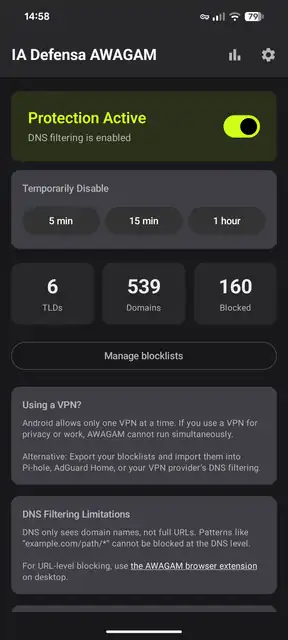 14:58
79
IA Defensa AWAGAM
Protection Active
DNS filtering is enabled
Temporarily Disable
5 min
15 min
1 hour
6
539
160
TLDs
Domains
Blocked
Manage blocklists
Using a VPN?
Android allows only one VPN at a time. If you use a VPN for
privacy or work, AWAGAM cannot run simultaneously.
Alternative: Export your blocklists and import them into
Pi-hole, AdGuard Home, or your VPN provider's DNS filtering.
DNS Filtering Limitations
DNS only sees domain names, not full URLs. Patterns like
"example.com/path/*" cannot be blocked at the DNS level.
For URL-level blocking, use the AWAGAM browser extension
on desktop.